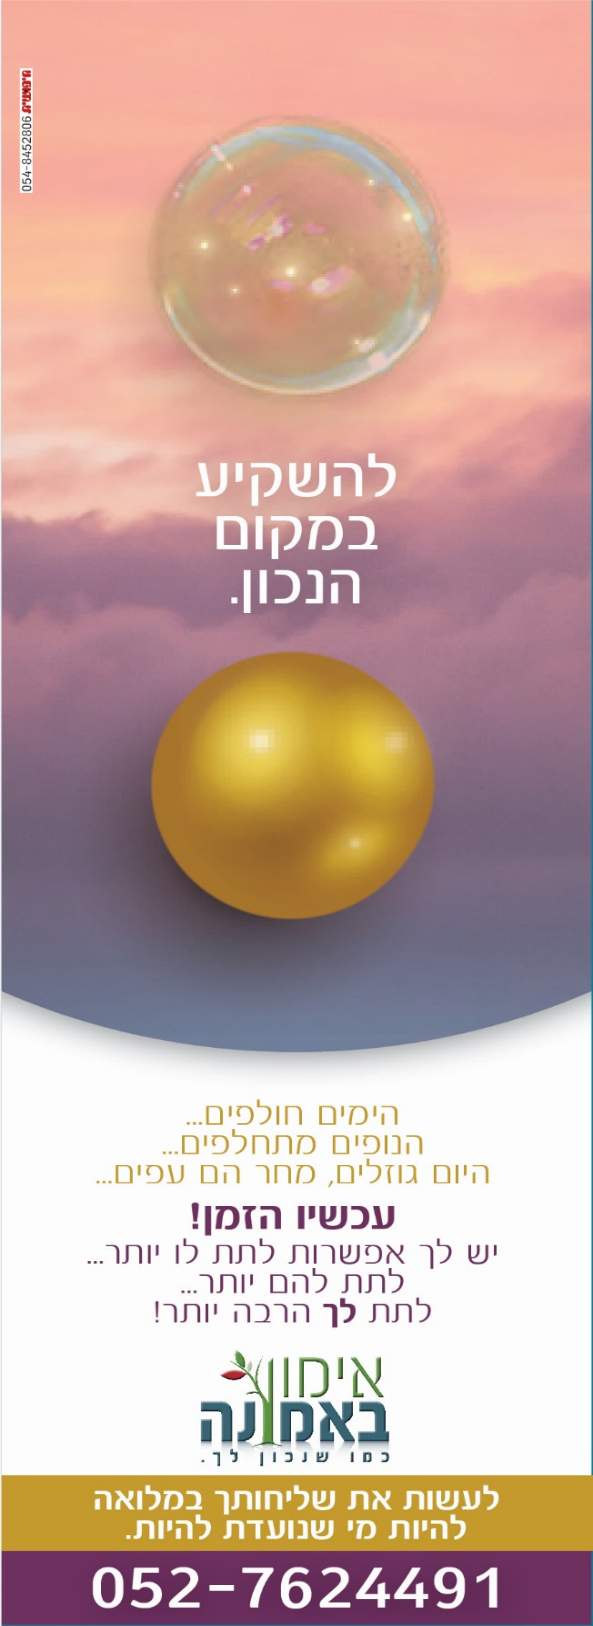 054-8452806
להשקיע
במקום
הנכון.
הימים חולפים...
הנופים מתחלפים...
היום גוזלים, מחר הם עפים...
עכשיו הזמן!
יש לך אפשרות לתת לו יותר...
לתת להם יותר...
לתת לך הרבה יותר!
אימון
באמונה
כמו שנכון לך.
לעשות את שליחותך במלואה
להיות מי שנועדת להיות.
052-7624491